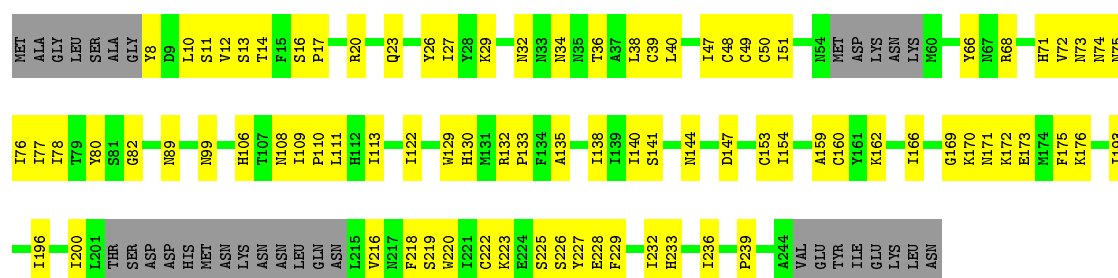 MET ALA GLY LEU SER ALA GLY Y8 D9 L10 S11 V12 S13 T14 F15 S16 P17 R20 Q23 Y26 I27 Y28 K29 N32 N33 N34 N35 T36 A37 L38 C39 L40 I47 C48 C49 C50 I51 N54 MET ASP LYS ASN LYS M60 Y66 N67 R68 H71 V72 N73 N74 N75
I76 I77 I78 T79 Y80 S81 G82 N89 N99 H106 T107 N108 I109 P110 L111 H112 I113 I122 W129 H130 M131 R132 P133 F134 A135 I138 I139 I140 S141 N144 D147 C153 I154 A159 C160 Y161 K162 I166 G169 K170 N171 K172 E173 M174 F175 K176 I193
I196 I200 L201 THR SER ASP ASP HIS MET ASN LYS ASN ASN LEU GLN ASN L215 V216 N217 F218 S219 W220 I221 C222 K223 E224 S225 S226 Y227 E228 F229 I232 H233 I236 P239 A244 VAL GLU TYR ILE GLU LYS LEU ASN